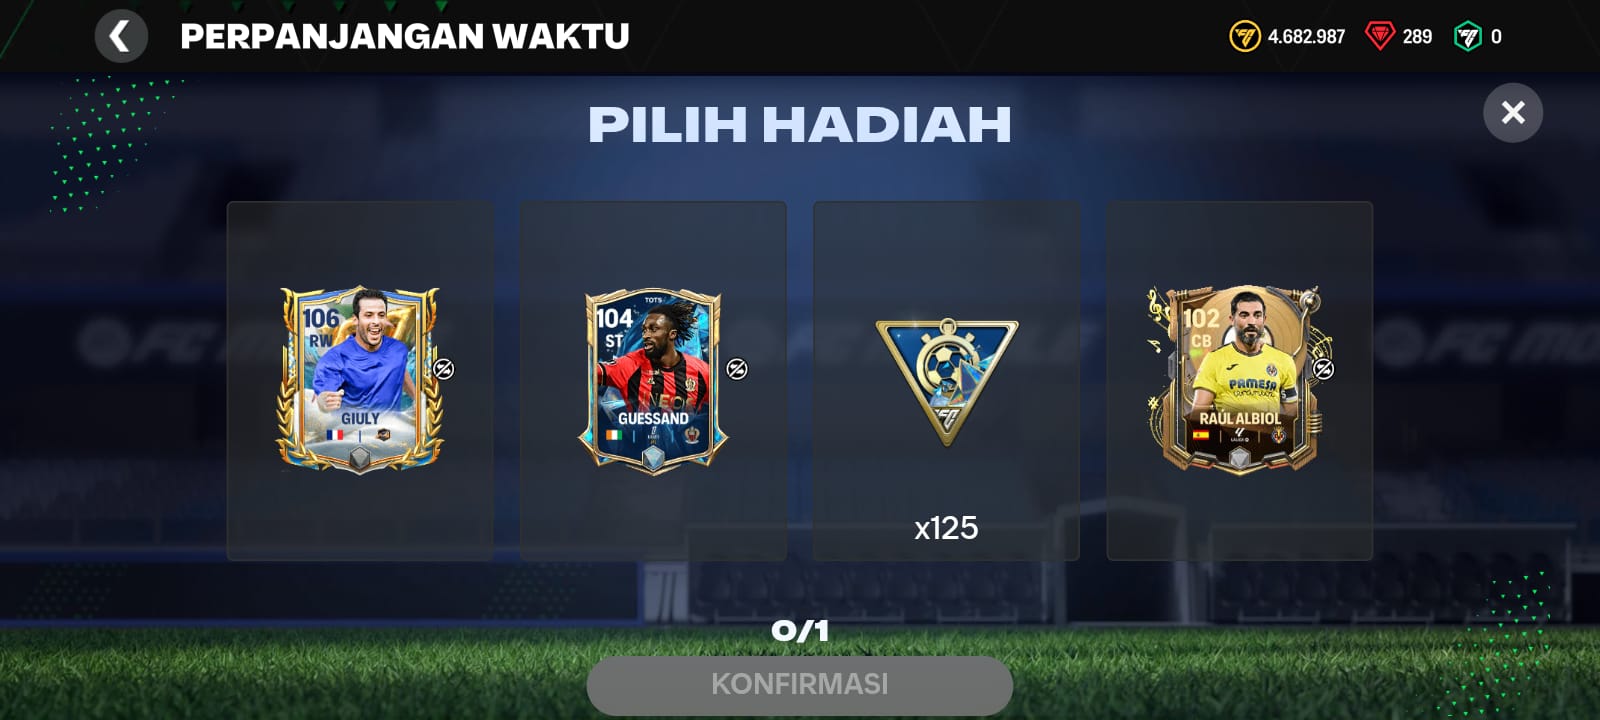 PERPANJANGAN WAKTU
4.682.987
289
0
PILIH HADIAH
106
RW
GIULY
TOTS
104
ST
GUESSAND
x125
102
CB
PAMESA
RAÚL ALBIOL
0/1
KONFIRMASI